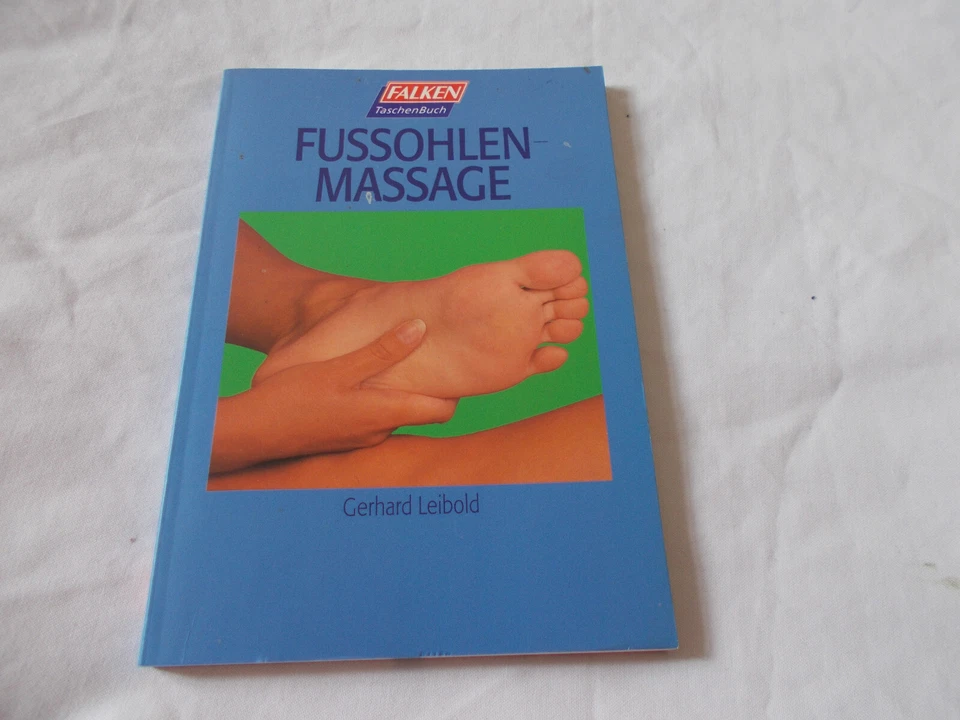 FALKEN
TaschenBuch
FUSSOHLEN-
MASSAGE
Gerhard Leibold